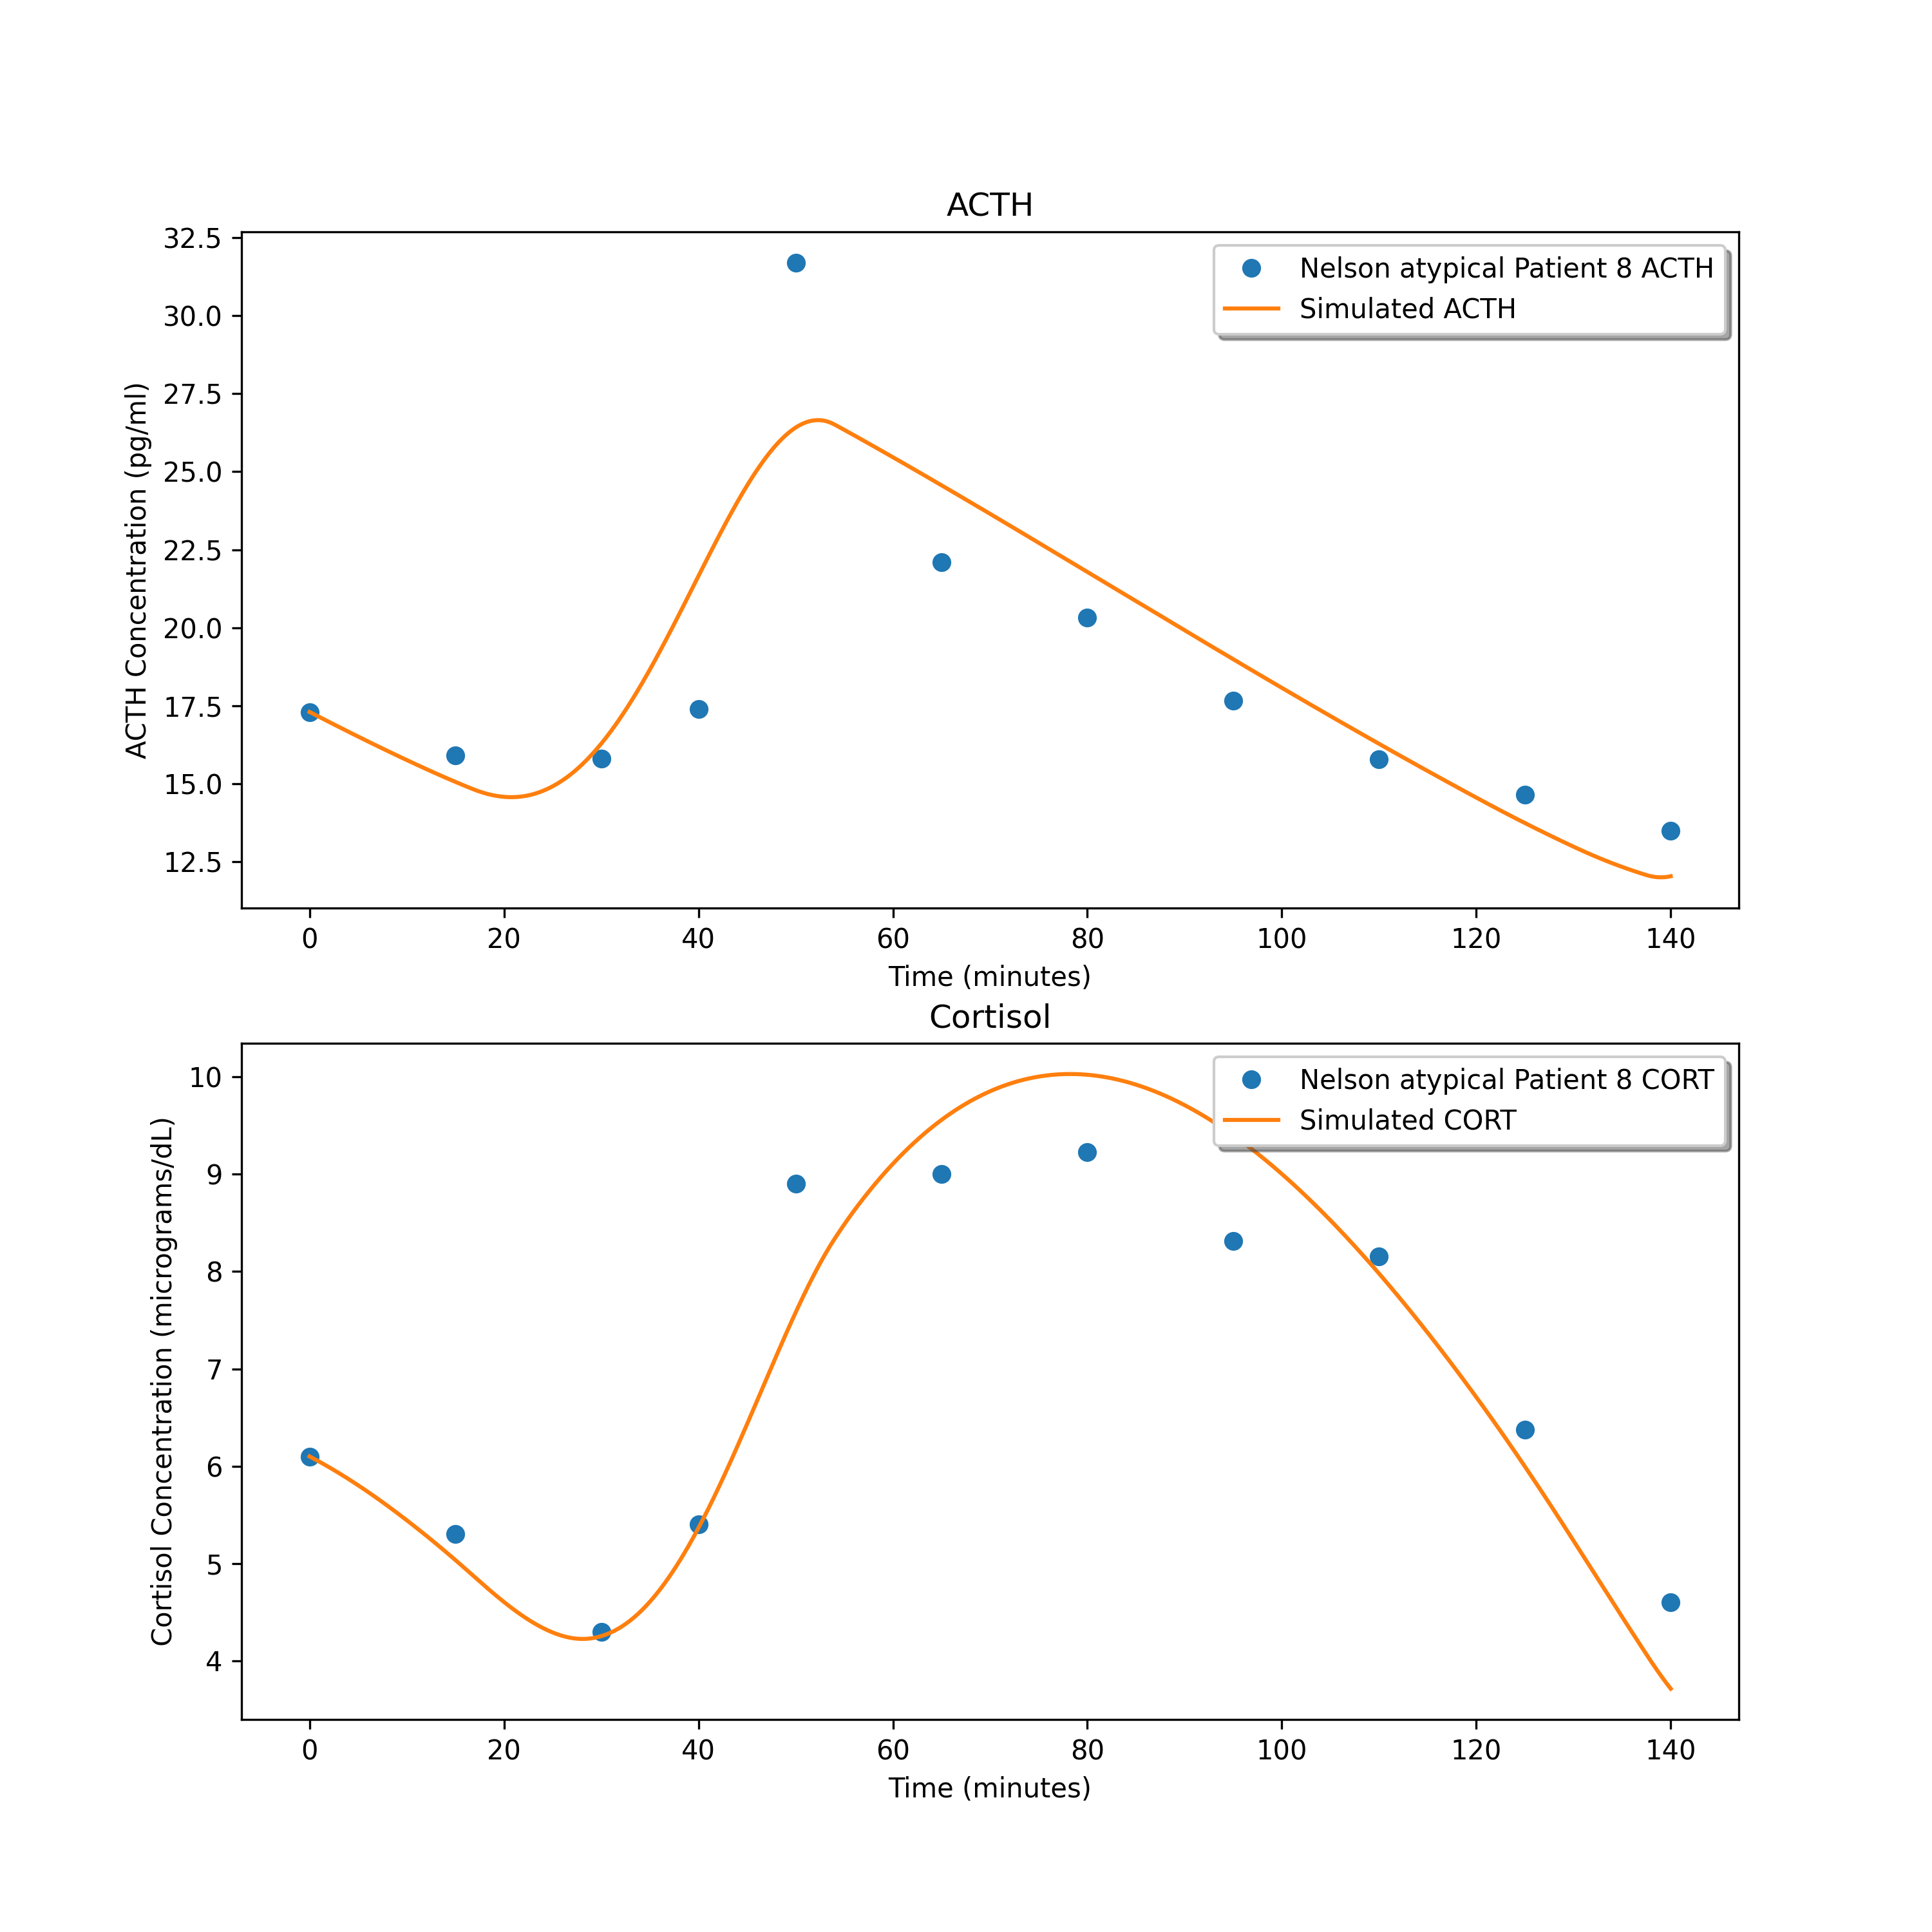 ACTH
32.5
30.0
27.5
25.0
22.5
20.0
17.5
15.0
12.5
ACTH Concentration (pg/ml)
Nelson atypical Patient 8 ACTH
Simulated ACTH
0 20 40 60 80 100 120 140
Time (minutes)
Cortisol
10
9
8
7
6
5
4
Cortisol Concentration (micrograms/dL)
Nelson atypical Patient 8 CORT
Simulated CORT
0 20 40 60 80 100 120 140
Time (minutes)